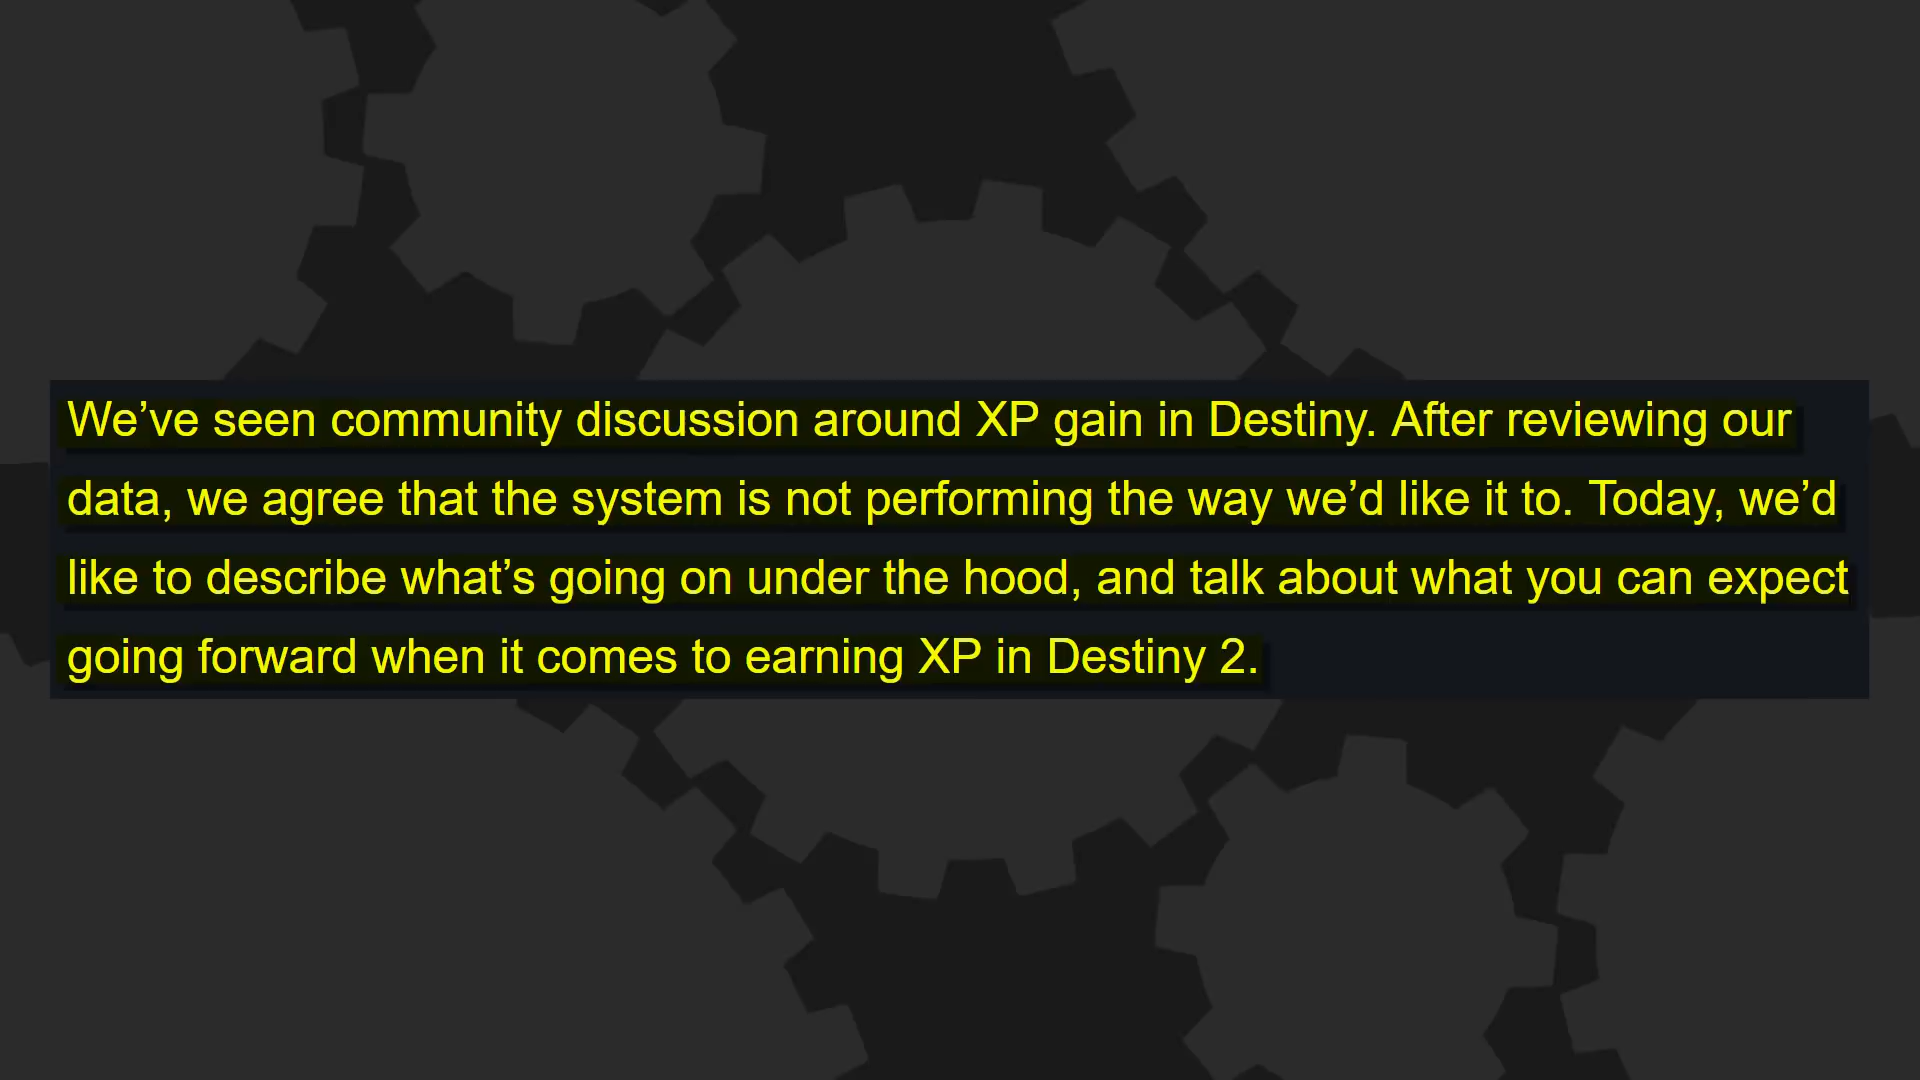 We’ve seen community discussion around XP gain in Destiny. After reviewing our
data, we agree that the system is not performing the way we’d like it to. Today, we’d
like to describe what’s going on under the hood, and talk about what you can expect
going forward when it comes to earning XP in Destiny 2.